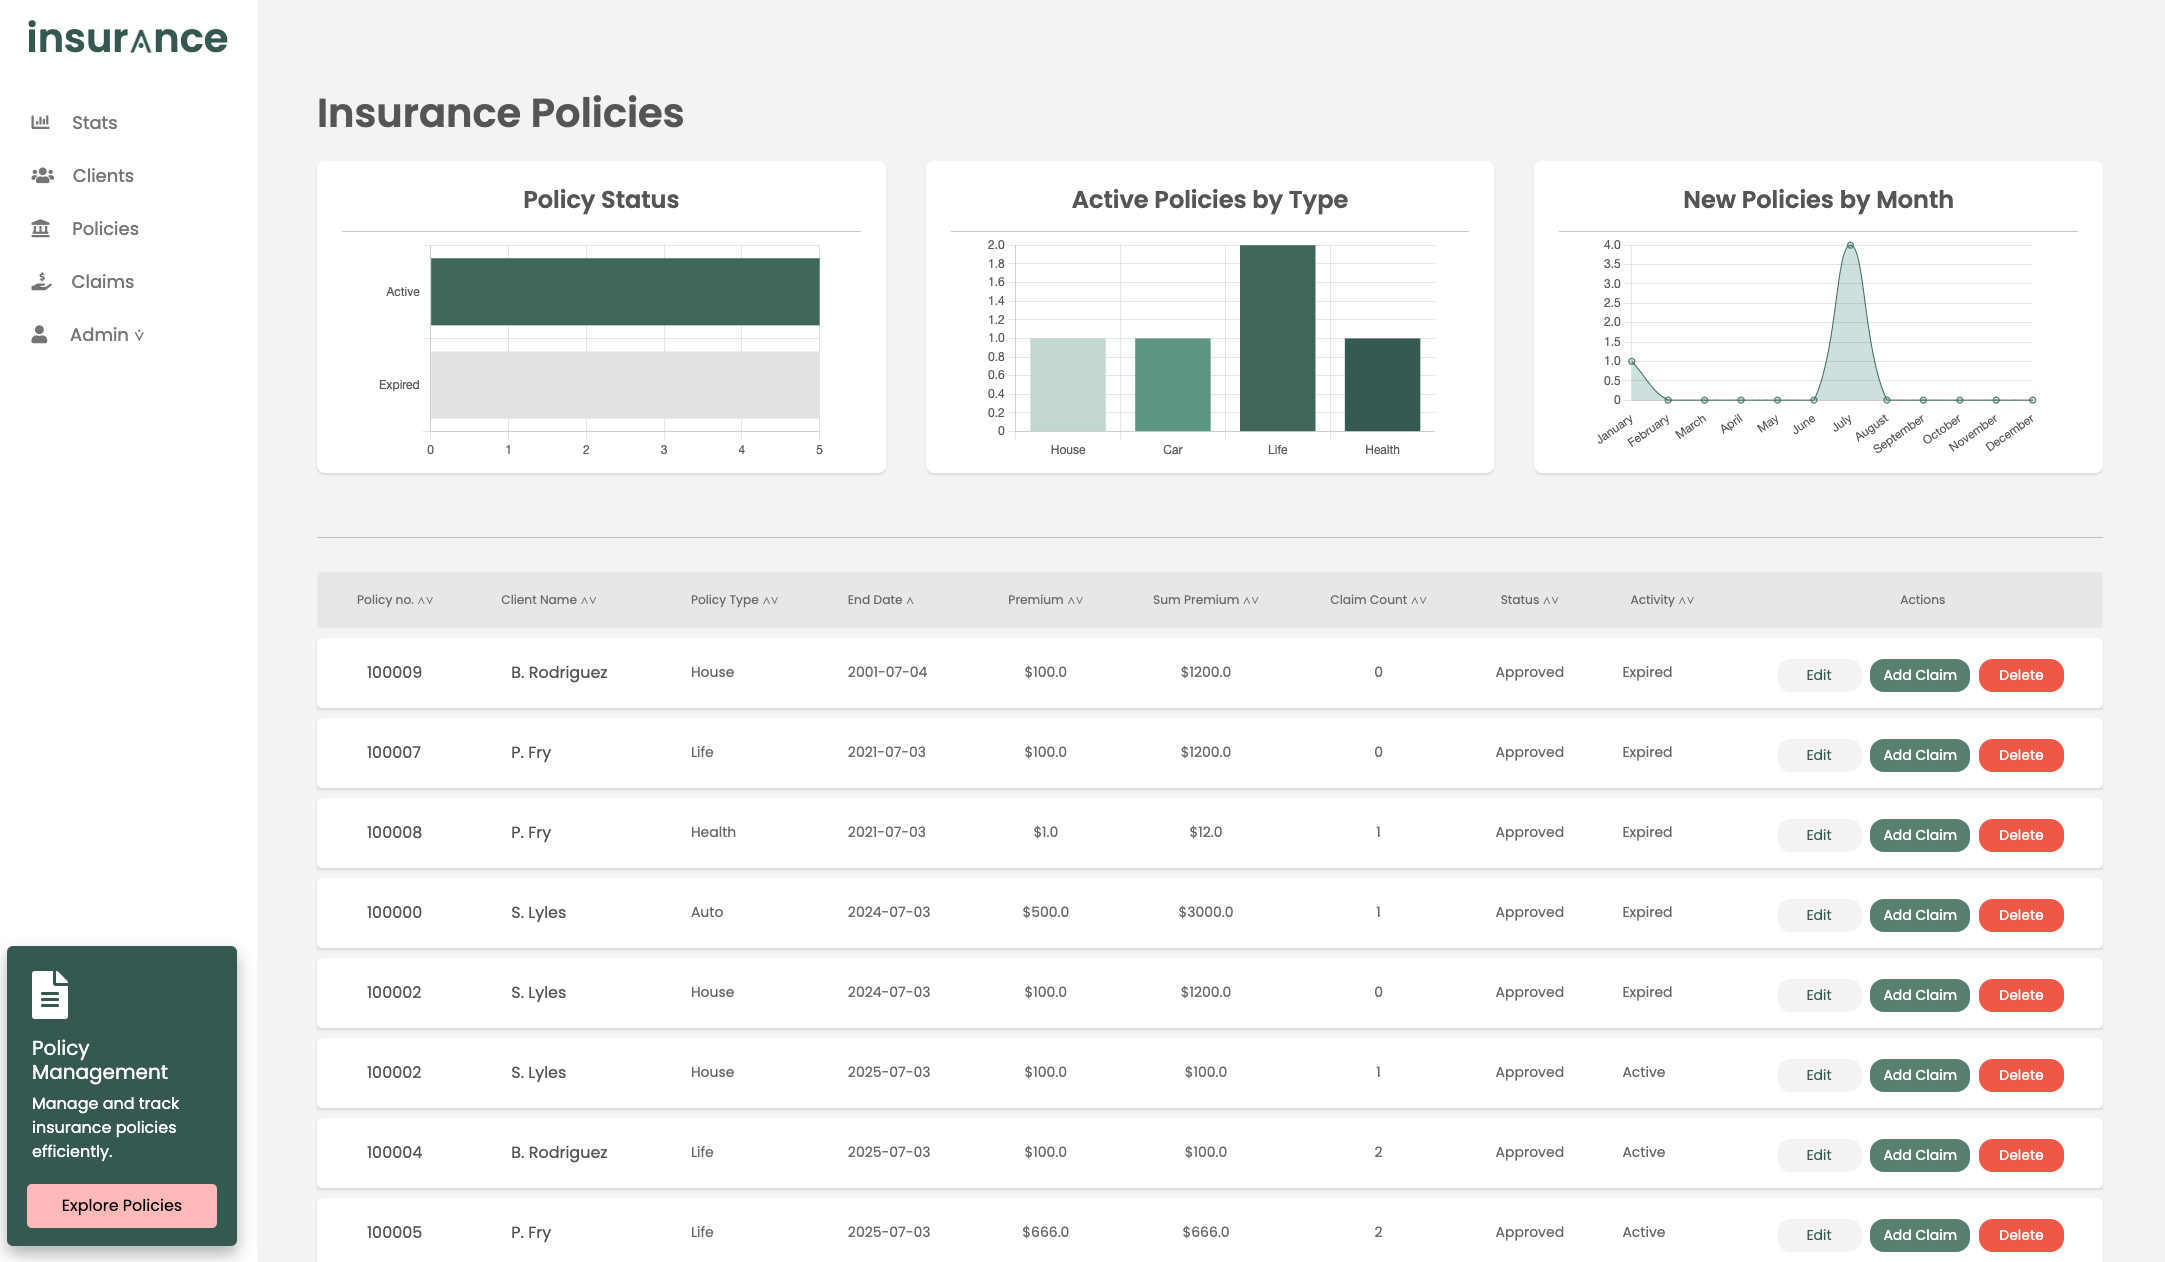 insurance
Stats
Clients
Policies
Claims
Admin
Policy Management
Manage and track
insurance policies
efficiently.
Explore Policies
Insurance Policies
Policy Status
Active
Expired
0 1 2 3 4 5
Active Policies by Type
2.0
1.8
1.6
1.4
1.2
1.0
0.8
0.6
0.4
0.2
0
House Car Life Health
New Policies by Month
4.0
3.5
3.0
2.5
2.0
1.5
1.0
0.5
0
January February March April May June July August September October November December
Policy no. Client Name Policy Type End Date Premium Sum Premium Claim Count Status Activity Actions
100009 B. Rodriguez House 2001-07-04 $100.0 $1200.0 0 Approved Expired Edit Add Claim Delete
100007 P. Fry Life 2021-07-03 $100.0 $1200.0 0 Approved Expired Edit Add Claim Delete
100008 P. Fry Health 2021-07-03 $1.0 $12.0 1 Approved Expired Edit Add Claim Delete
100000 S. Lyles Auto 2024-07-03 $500.0 $3000.0 1 Approved Expired Edit Add Claim Delete
100002 S. Lyles House 2024-07-03 $100.0 $1200.0 0 Approved Expired Edit Add Claim Delete
100002 S. Lyles House 2025-07-03 $100.0 $100.0 1 Approved Active Edit Add Claim Delete
100004 B. Rodriguez Life 2025-07-03 $100.0 $100.0 2 Approved Active Edit Add Claim Delete
100005 P. Fry Life 2025-07-03 $666.0 $666.0 2 Approved Active Edit Add Claim Delete